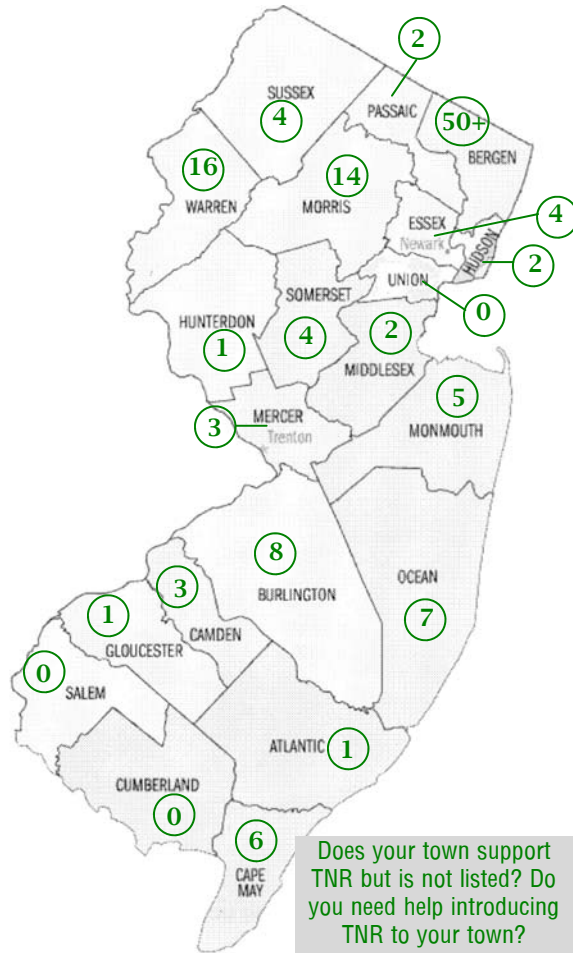 2
SUSSEX
4
PASSAIC
50+
BERGEN
16
WARREN
14
MORRIS
ESSEX
Newark
4
HUDSON
2
UNION
0
SOMERSET
4
HUNTERDON
1
2
MIDDLESEX
5
MONMOUTH
3
MERCER
Trenton
8
BURLINGTON
OCEAN
7
3
CAMDEN
1
GLOUCESTER
0
SALEM
ATLANTIC
1
CUMBERLAND
0
6
CAPE
MAY
Does your town support
TNR but is not listed? Do
you need help introducing
TNR to your town?